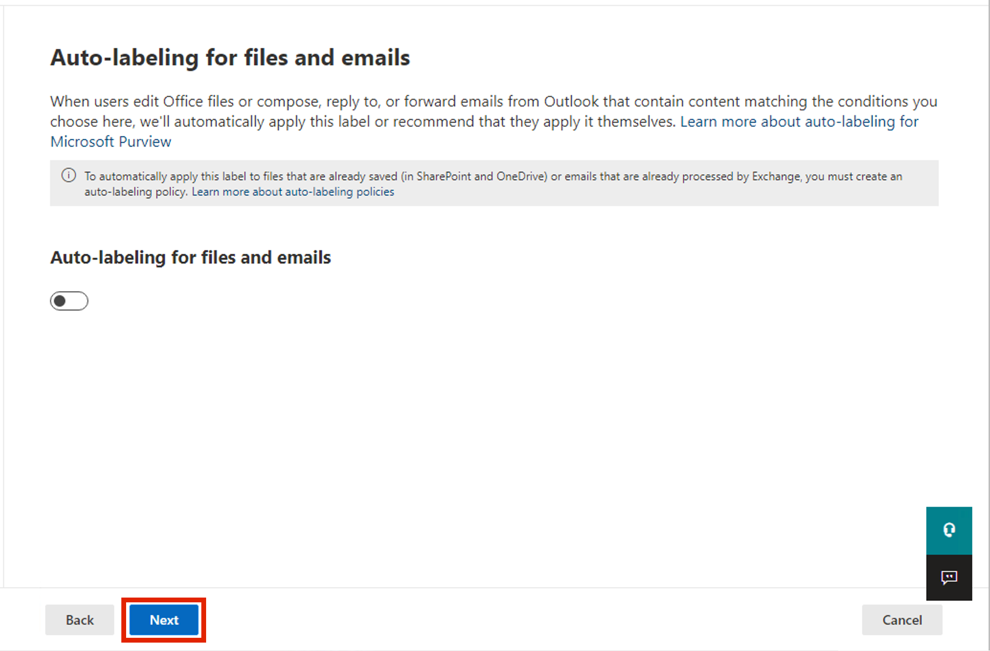 Auto-labeling for files and emails
When users edit Office files or compose, reply to, or forward emails from Outlook that contain content matching the conditions you
choose here, we'll automatically apply this label or recommend that they apply it themselves. Learn more about auto-labeling for
Microsoft Purview
To automatically apply this label to files that are already saved (in SharePoint and OneDrive) or emails that are already processed by Exchange, you must create an
auto-labeling policy. Learn more about auto-labeling policies
Auto-labeling for files and emails
Back
Next
Cancel